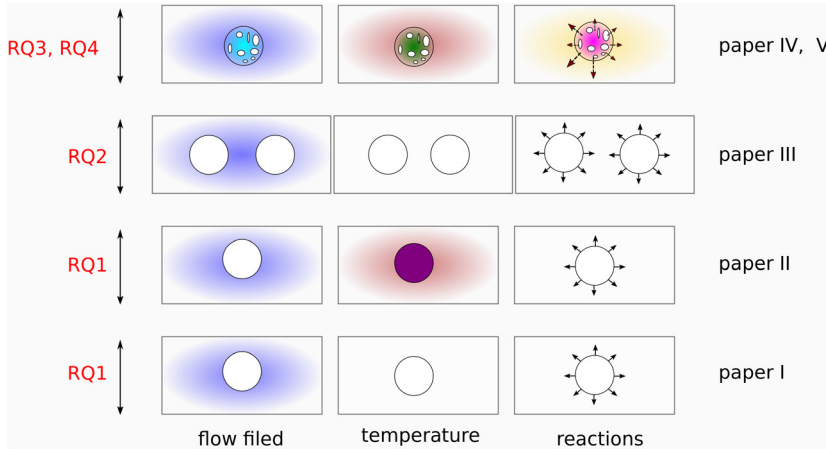 RQ3, RQ4 paper IV, V
RQ2 paper III
RQ1 paper II
RQ1 paper I
flow filed temperature reactions